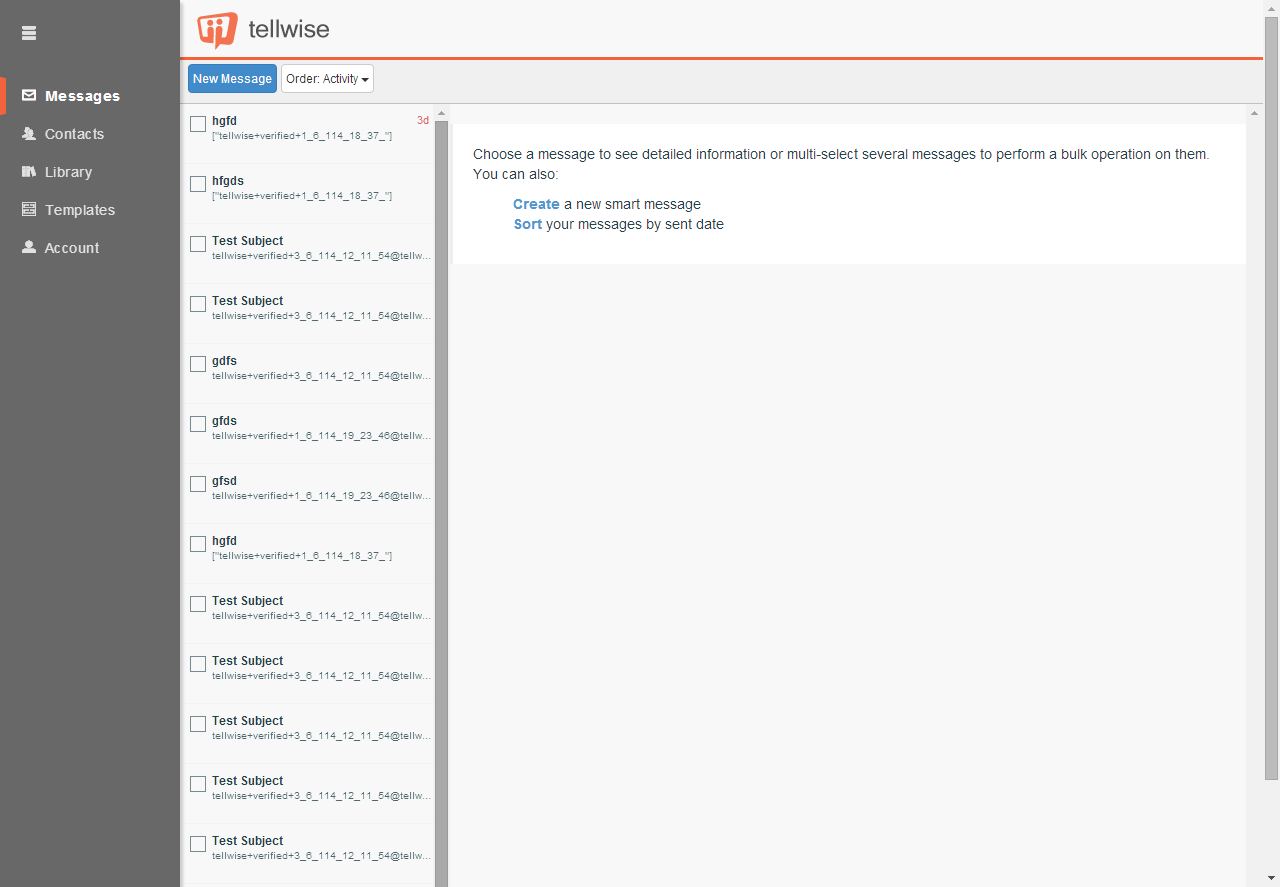 tellwise
Messages
Contacts
Library
Templates
Account
New Message
Order: Activity
hgfd
3d
["tellwise+verified+1_6_114_18_37_"]
hfgds
["tellwise+verified+1_6_114_18_37_"]
Test Subject
tellwise+verified+3_6_114_12_11_54@tellw...
Test Subject
tellwise+verified+3_6_114_12_11_54@tellw...
gdfs
tellwise+verified+3_6_114_12_11_54@tellw...
gfds
tellwise+verified+1_6_114_19_23_46@tellw...
gfsd
tellwise+verified+1_6_114_19_23_46@tellw...
hgfd
["tellwise+verified+1_6_114_18_37_"]
Test Subject
tellwise+verified+3_6_114_12_11_54@tellw...
Test Subject
tellwise+verified+3_6_114_12_11_54@tellw...
Test Subject
tellwise+verified+3_6_114_12_11_54@tellw...
Test Subject
tellwise+verified+3_6_114_12_11_54@tellw...
Test Subject
tellwise+verified+3_6_114_12_11_54@tellw...
Choose a message to see detailed information or multi-select several messages to perform a bulk operation on them.
You can also:
Create a new smart message
Sort your messages by sent date